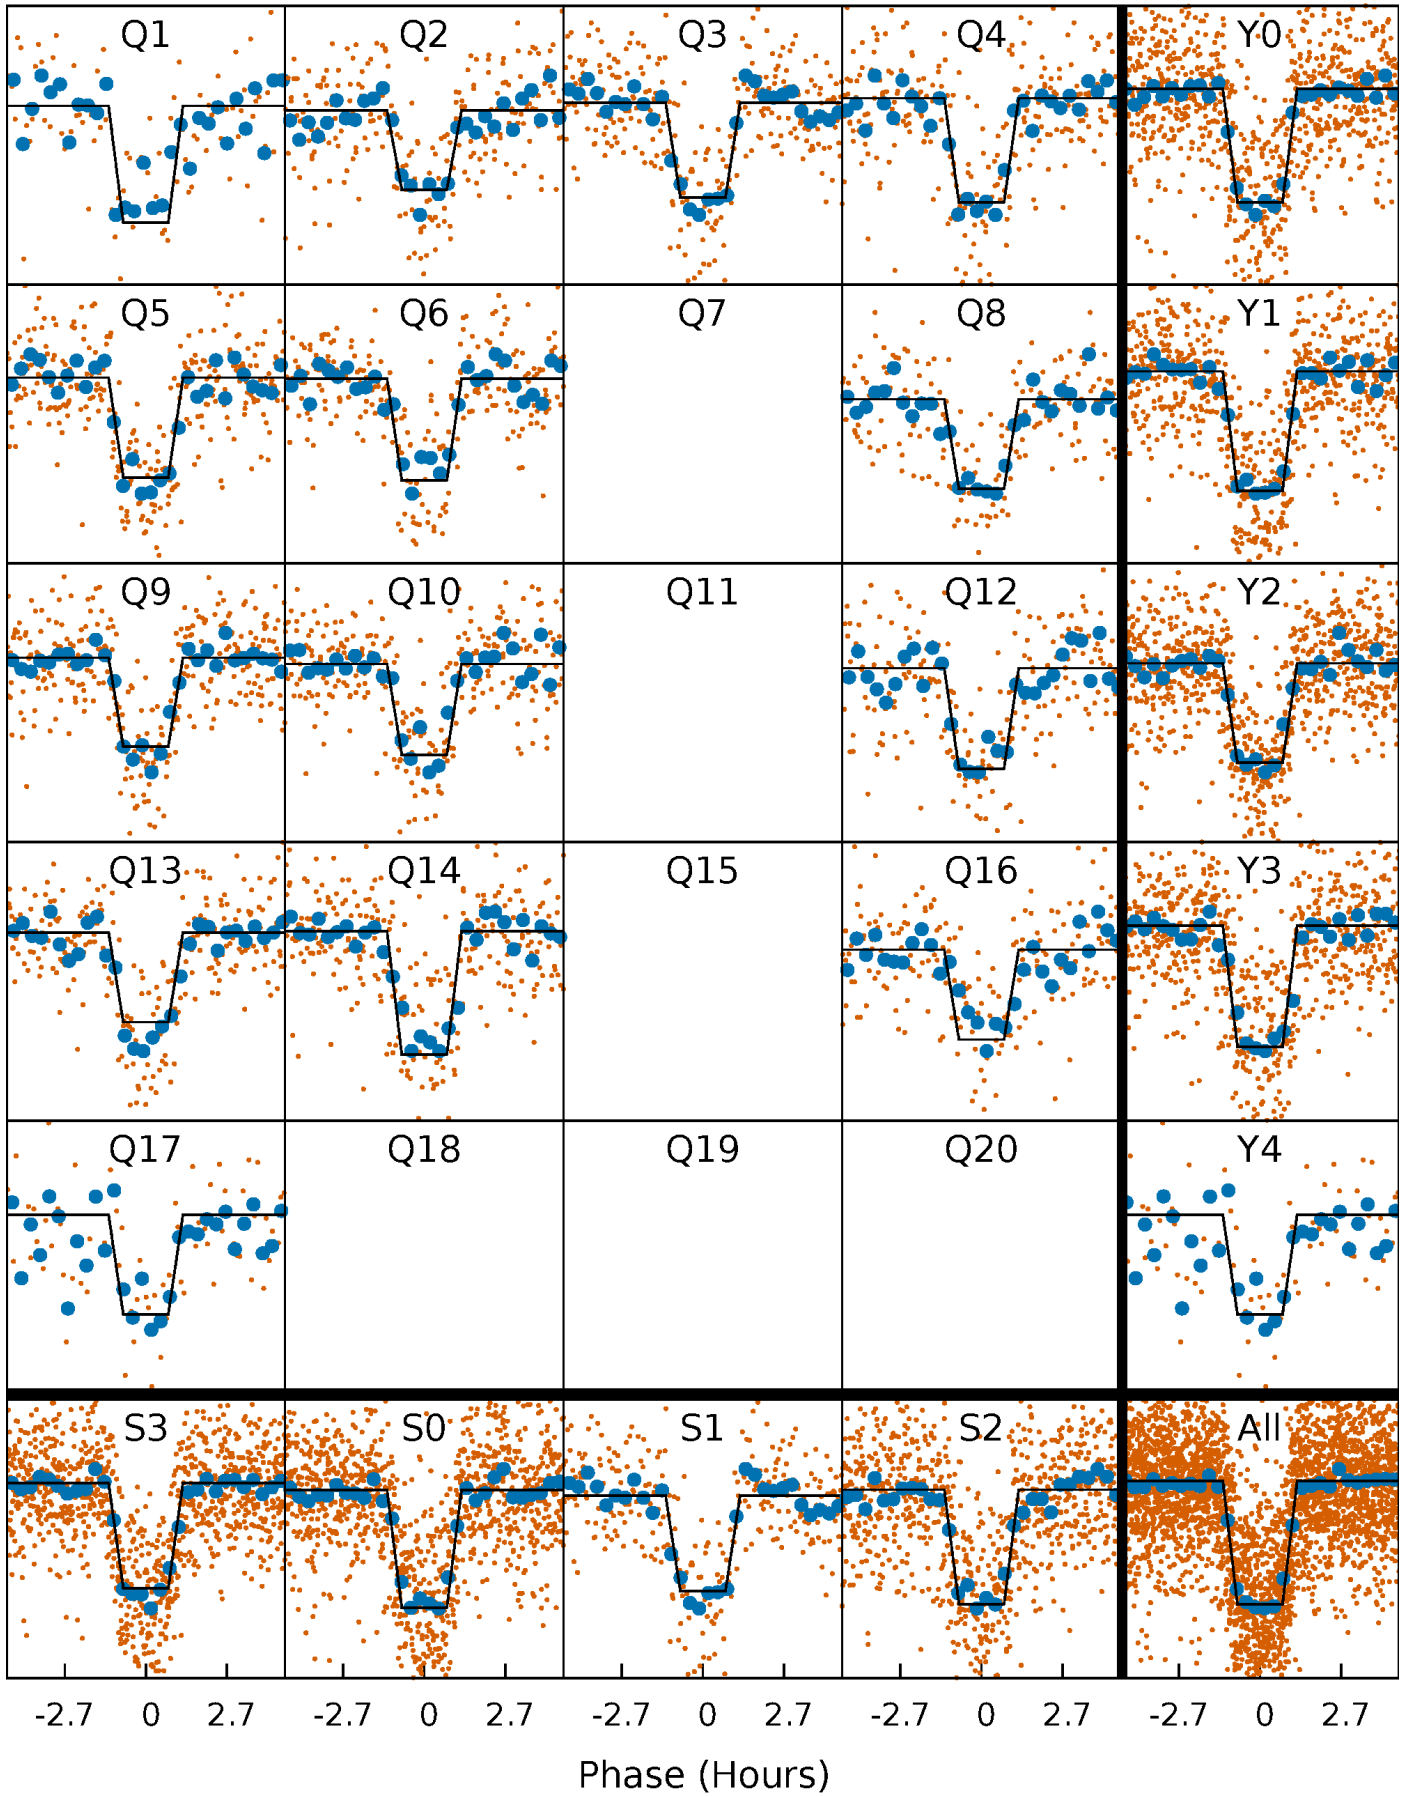 Q1 Q2 Q3 Q4 Y0
Q5 Q6 Q7 Q8 Y1
Q9 Q10 Q11 Q12 Y2
Q13 Q14 Q15 Q16 Y3
Q17 Q18 Q19 Q20 Y4
S3 S0 S1 S2 All
-2.7 0 2.7 -2.7 0 2.7 -2.7 0 2.7 -2.7 0 2.7 -2.7 0 2.7
Phase (Hours)